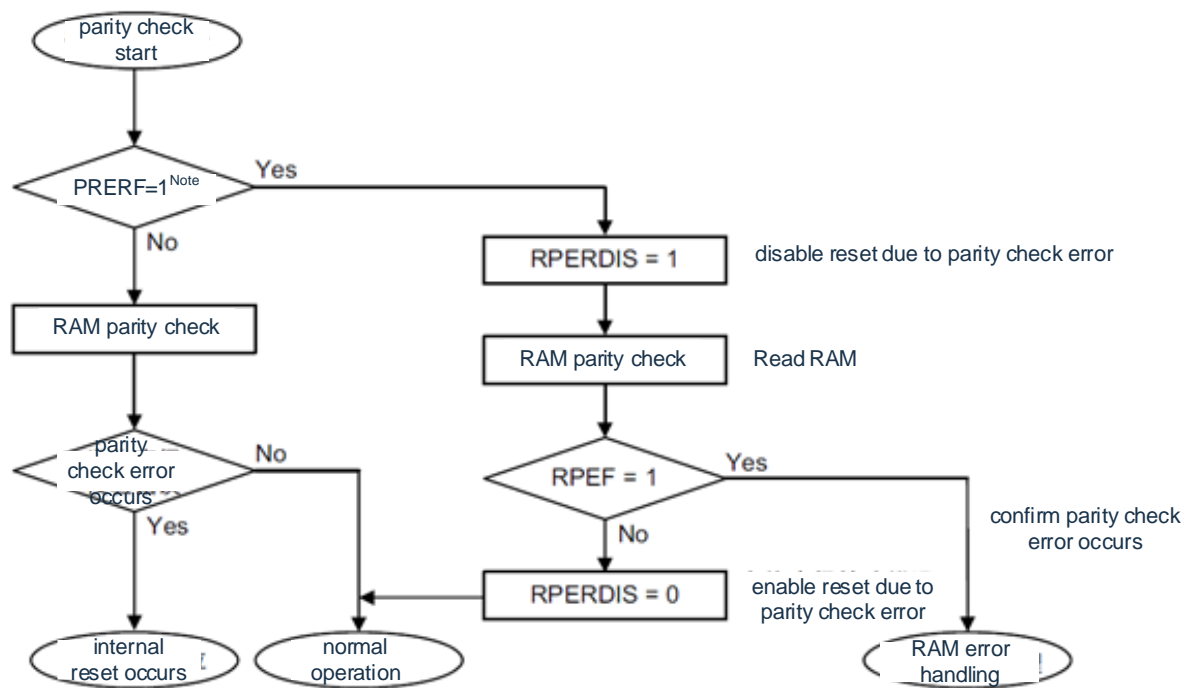 parity check
start
PRERF=1Note
Yes
No
RPERDIS = 1
disable reset due to parity check error
RAM parity check
RAM parity check
Read RAM
parity
check error
occurs
No
Yes
RPEF = 1
Yes
No
confirm parity check
error occurs
RPERDIS = 0
enable reset due to
parity check error
internal
reset occurs
normal
operation
RAM error
handling